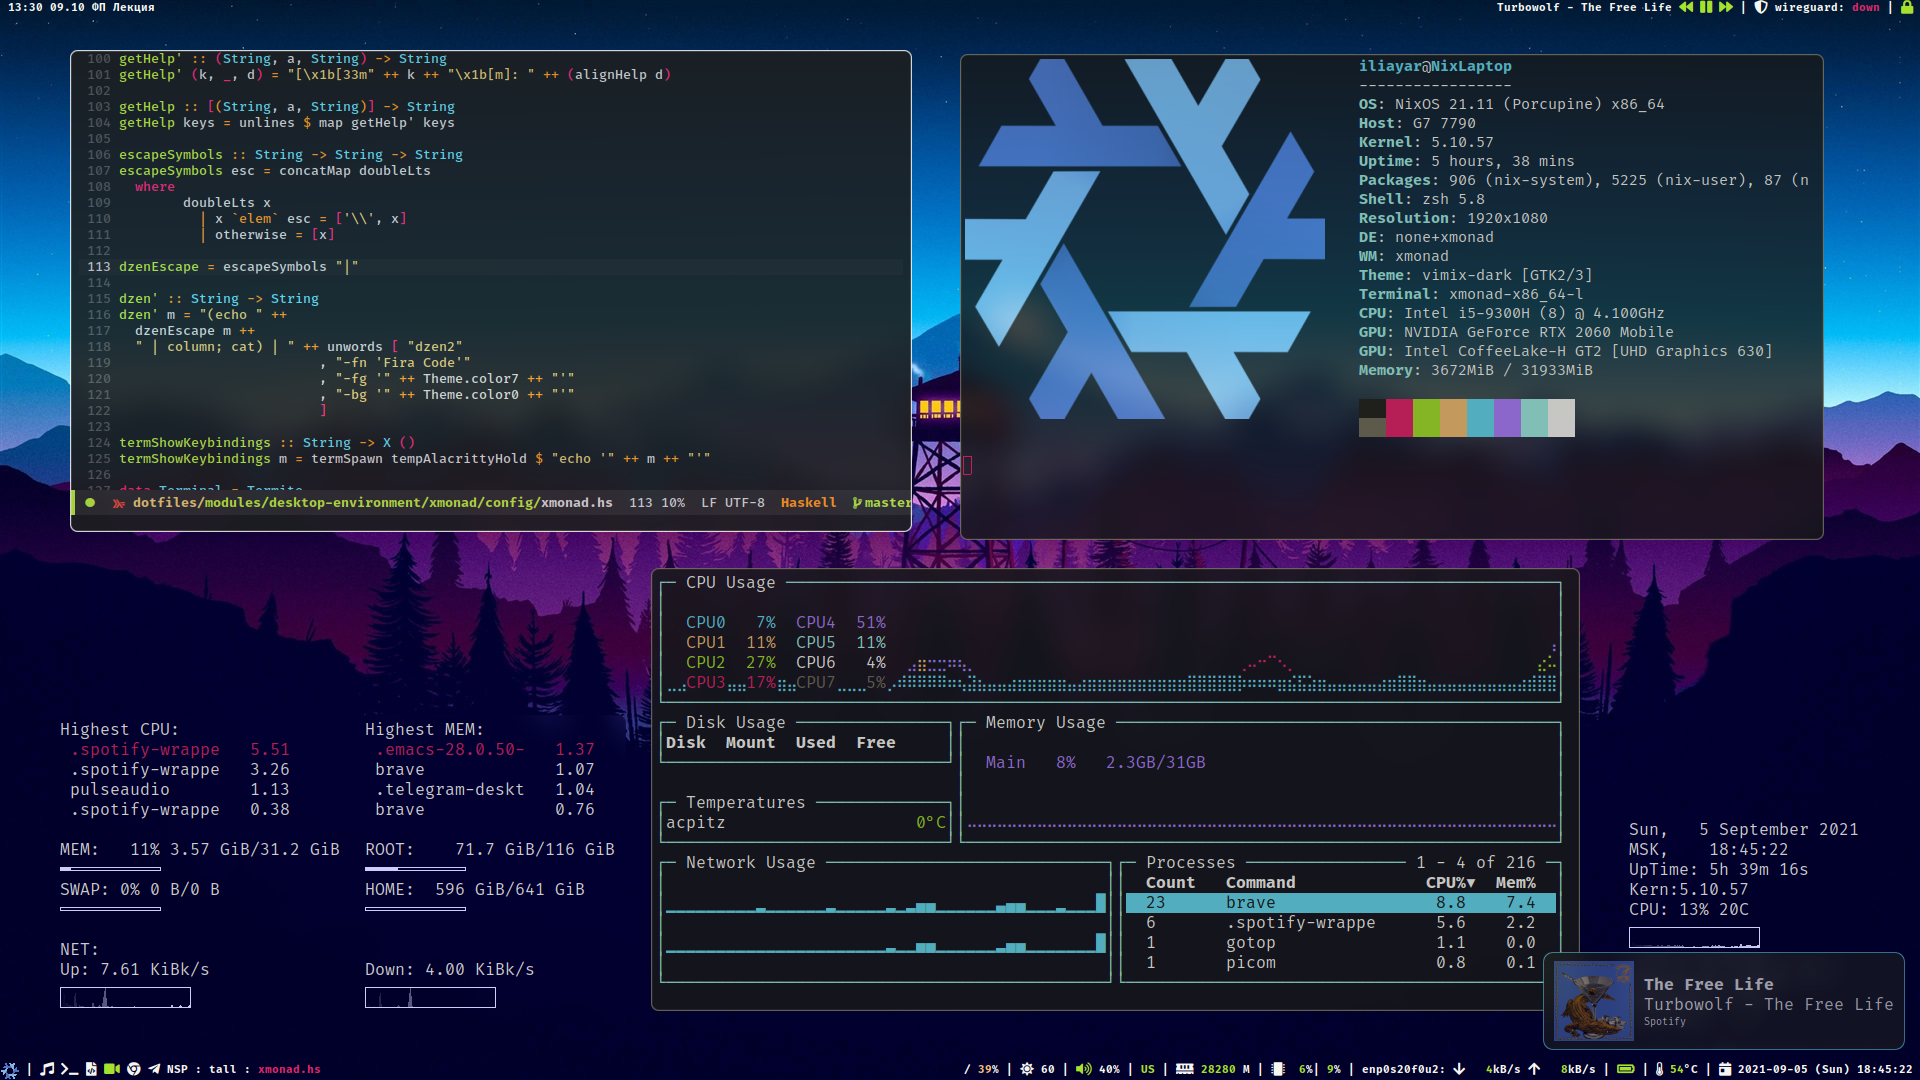 13:30 09.10 ФП Лекция
Turbowolf - The Free Life | wireguard: down |
100 getHelp' :: (String, a, String) -> String
101 getHelp' (k, _, d) = "[\x1b[33m" ++ k ++ "\x1b[m]: " ++ (alignHelp d)
102
103 getHelp :: [(String, a, String)] -> String
104 getHelp keys = unlines $ map getHelp' keys
105
106 escapeSymbols :: String -> String -> String
107 escapeSymbols esc = concatMap doubleLts
108 where
109 doubleLts x
110 | x `elem` esc = ['\\', x]
111 | otherwise = [x]
112
113 dzenEscape = escapeSymbols "|"
114
115 dzen' :: String -> String
116 dzen' m = "(echo " ++
117 dzenEscape m ++
118 " | column; cat) | " ++ unwords [ "dzen2"
119 , "-fn 'Fira Code'"
120 , "-fg '" ++ Theme.color7 ++ "'"
121 , "-bg '" ++ Theme.color0 ++ "'"
122 ]
123
124 termShowKeybindings :: String -> X ()
125 termShowKeybindings m = termSpawn tempAlacrittyHold $ "echo '" ++ m ++ "'"
126
127 data Terminal = Termite
dotfiles/modules/desktop-environment/xmonad/config/xmonad.hs 113 10% LF UTF-8 Haskell master
iliayar@NixLaptop
-----------------
OS: NixOS 21.11 (Porcupine) x86_64
Host: G7 7790
Kernel: 5.10.57
Uptime: 5 hours, 38 mins
Packages: 906 (nix-system), 5225 (nix-user), 87 (n
Shell: zsh 5.8
Resolution: 1920x1080
DE: none+xmonad
WM: xmonad
Theme: vimix-dark [GTK2/3]
Terminal: xmonad-x86_64-l
CPU: Intel i5-9300H (8) @ 4.100GHz
GPU: NVIDIA GeForce RTX 2060 Mobile
GPU: Intel CoffeeLake-H GT2 [UHD Graphics 630]
Memory: 3672MiB / 31933MiB
CPU Usage
CPU0 7% CPU4 51%
CPU1 11% CPU5 11%
CPU2 27% CPU6 4%
CPU3 17% CPU7 5%
Disk Usage
Disk Mount Used Free
Memory Usage
Main 8% 2.3GB/31GB
Temperatures
acpitz 0°C
Network Usage
Processes 1 - 4 of 216
Count Command CPU%▼ Mem%
23 brave 8.8 7.4
6 .spotify-wrappe 5.6 2.2
1 gotop 1.1 0.0
1 picom 0.8 0.1
Highest CPU:
.spotify-wrappe 5.51
.spotify-wrappe 3.26
pulseaudio 1.13
.spotify-wrappe 0.38
Highest MEM:
.emacs-28.0.50- 1.37
brave 1.07
.telegram-deskt 1.04
brave 0.76
MEM: 11% 3.57 GiB/31.2 GiB
ROOT: 71.7 GiB/116 GiB
SWAP: 0% 0 B/0 B
HOME: 596 GiB/641 GiB
NET:
Up: 7.61 KiBk/s
Down: 4.00 KiBk/s
Sun, 5 September 2021
MSK, 18:45:22
UpTime: 5h 39m 16s
Kern:5.10.57
CPU: 13% 20C
The Free Life
Turbowolf - The Free Life
Spotify
| NSP : tall : xmonad.hs
/ 39% | 60 | 40% | US | 28280 M | 6%| 9% | enp0s20f0u2: 4kB/s 8kB/s | | 54°C | 2021-09-05 (Sun) 18:45:22